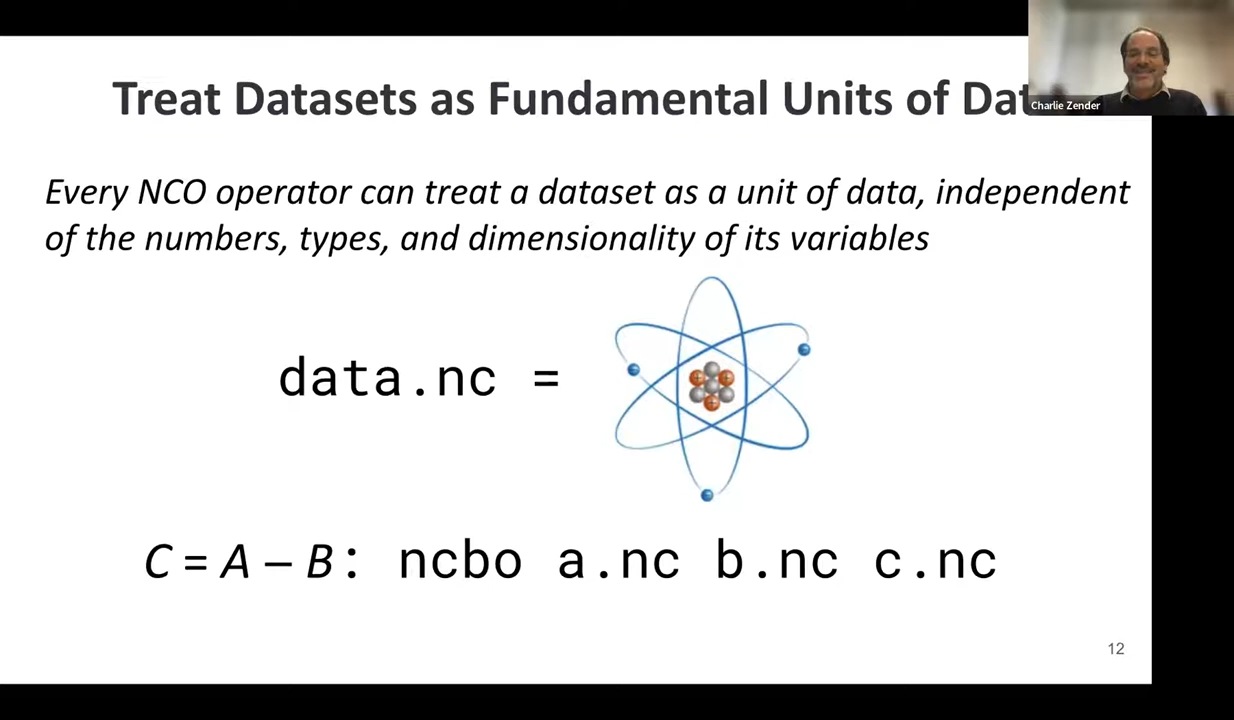 Treat Datasets as Fundamental Units of Dat
Charlie Zender
Every NCO operator can treat a dataset as a unit of data, independent
of the numbers, types, and dimensionality of its variables
data.nc =
C = A – B: ncbo a.nc b.nc c.nc
12